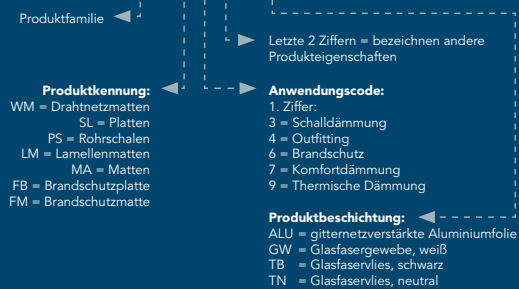 Produktfamilie
Letzte 2 Ziffern = bezeichnen andere
Produkteigenschaften
Produktkennung:
WM = Drahtnetzmatten
SL = Platten
PS = Rohrschalen
LM = Lamellenmatten
MA = Matten
FB = Brandschutzplatte
FM = Brandschutzmatte
Anwendungscode:
1. Ziffer:
3 = Schalldämmung
4 = Outfitting
6 = Brandschutz
7 = Komfortdämmung
9 = Thermische Dämmung
Produktbeschichtung:
ALU = gitternetzverstärkte Aluminiumfolie
GW = Glasfasergewebe, weiß
TB = Glasfaservlies, schwarz
TN = Glasfaservlies, neutral